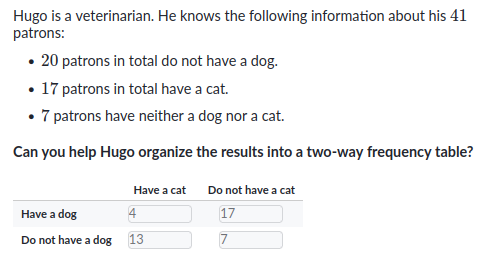 Hugo is a veterinarian. He knows the following information about his 41
patrons:
• 20 patrons in total do not have a dog.
• 17 patrons in total have a cat.
• 7 patrons have neither a dog nor a cat.
Can you help Hugo organize the results into a two-way frequency table?
Have a cat Do not have a cat
Have a dog 4 17
Do not have a dog 13 7